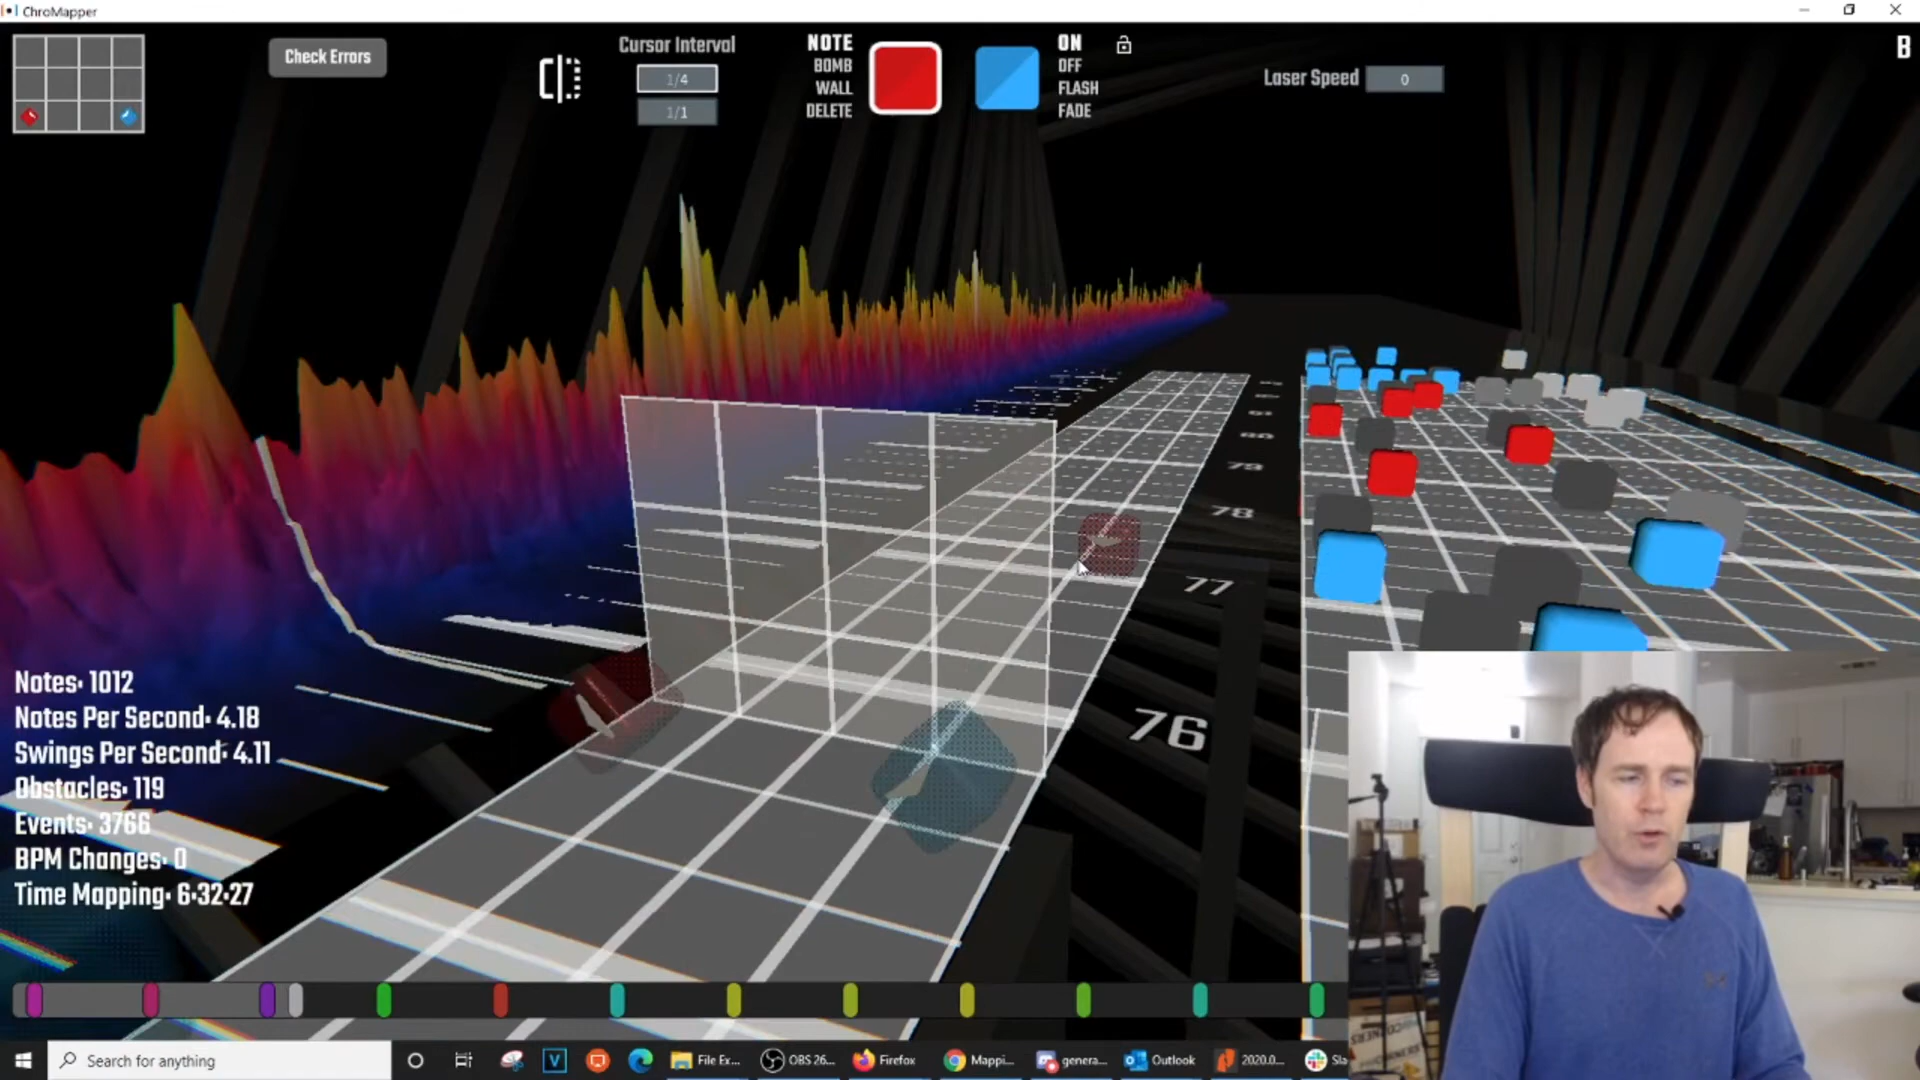 ChroMapper
Check Errors
Cursor Interval
1/4
1/1
NOTE
BOMB
WALL
DELETE
ON
OFF
FLASH
FADE
Laser Speed 0
B
79
78
77
76
Notes: 1012
Notes Per Second: 4.18
Swings Per Second: 4.11
Obstacles: 119
Events: 3766
BPM Changes: 0
Time Mapping: 6:32:27
Search for anything
V
File Ex...
OBS 26...
Firefox
Mappi...
genera...
Outlook
2020.0...
Sla